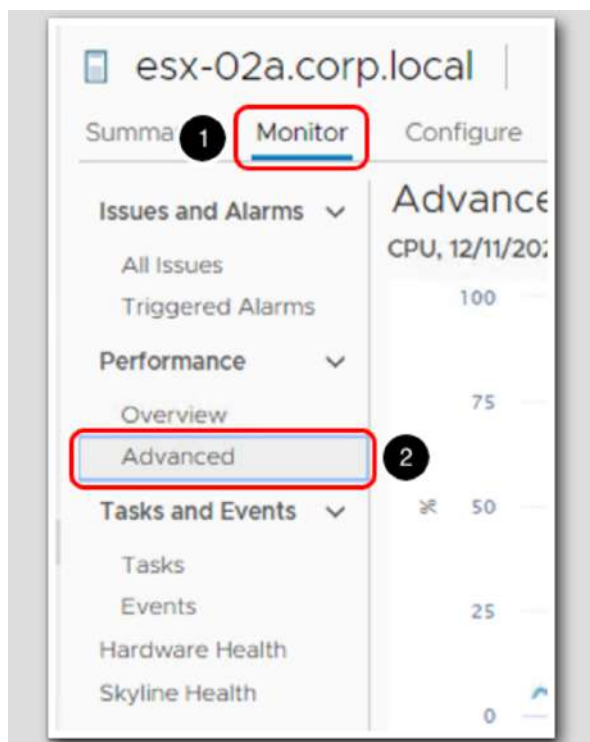 esx-02a.corp.local
Summa 1 Monitor Configure
Issues and Alarms
All Issues
Triggered Alarms
Performance
Overview
Advanced 2
Tasks and Events
Tasks
Events
Hardware Health
Skyline Health
Advance
CPU, 12/11/202
100
75
% 50
25
0